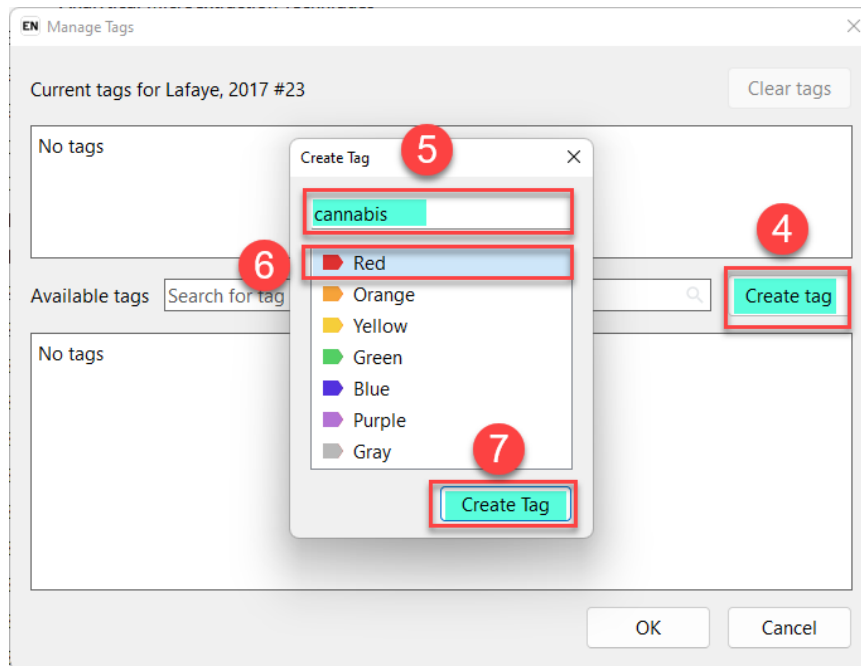 EN Manage Tags
Current tags for Lafaye, 2017 #23
Clear tags
No tags
Create Tag
5
cannabis
4
6
Red
Available tags
Search for tag
Create tag
Orange
No tags
Yellow
Green
Blue
Purple
Gray
7
Create Tag
OK
Cancel